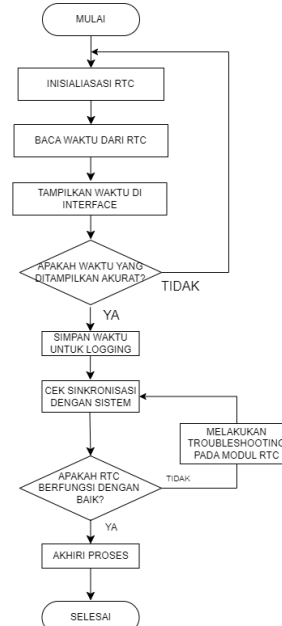 MULAI
INISIALIASASI RTC
BACA WAKTU DARI RTC
TAMPILKAN WAKTU DI
INTERFACE
APAKAH WAKTU YANG
DITAMPILKAN AKURAT?
TIDAK
YA
SIMPAN WAKTU
UNTUK LOGGING
CEK SINKRONISASI
DENGAN SISTEM
MELAKUKAN
TROUBLESHOOTING
PADA MODUL RTC
APAKAH RTC
BERFUNGSI DENGAN
BAIK?
TIDAK
YA
AKHIRI PROSES
SELESAI